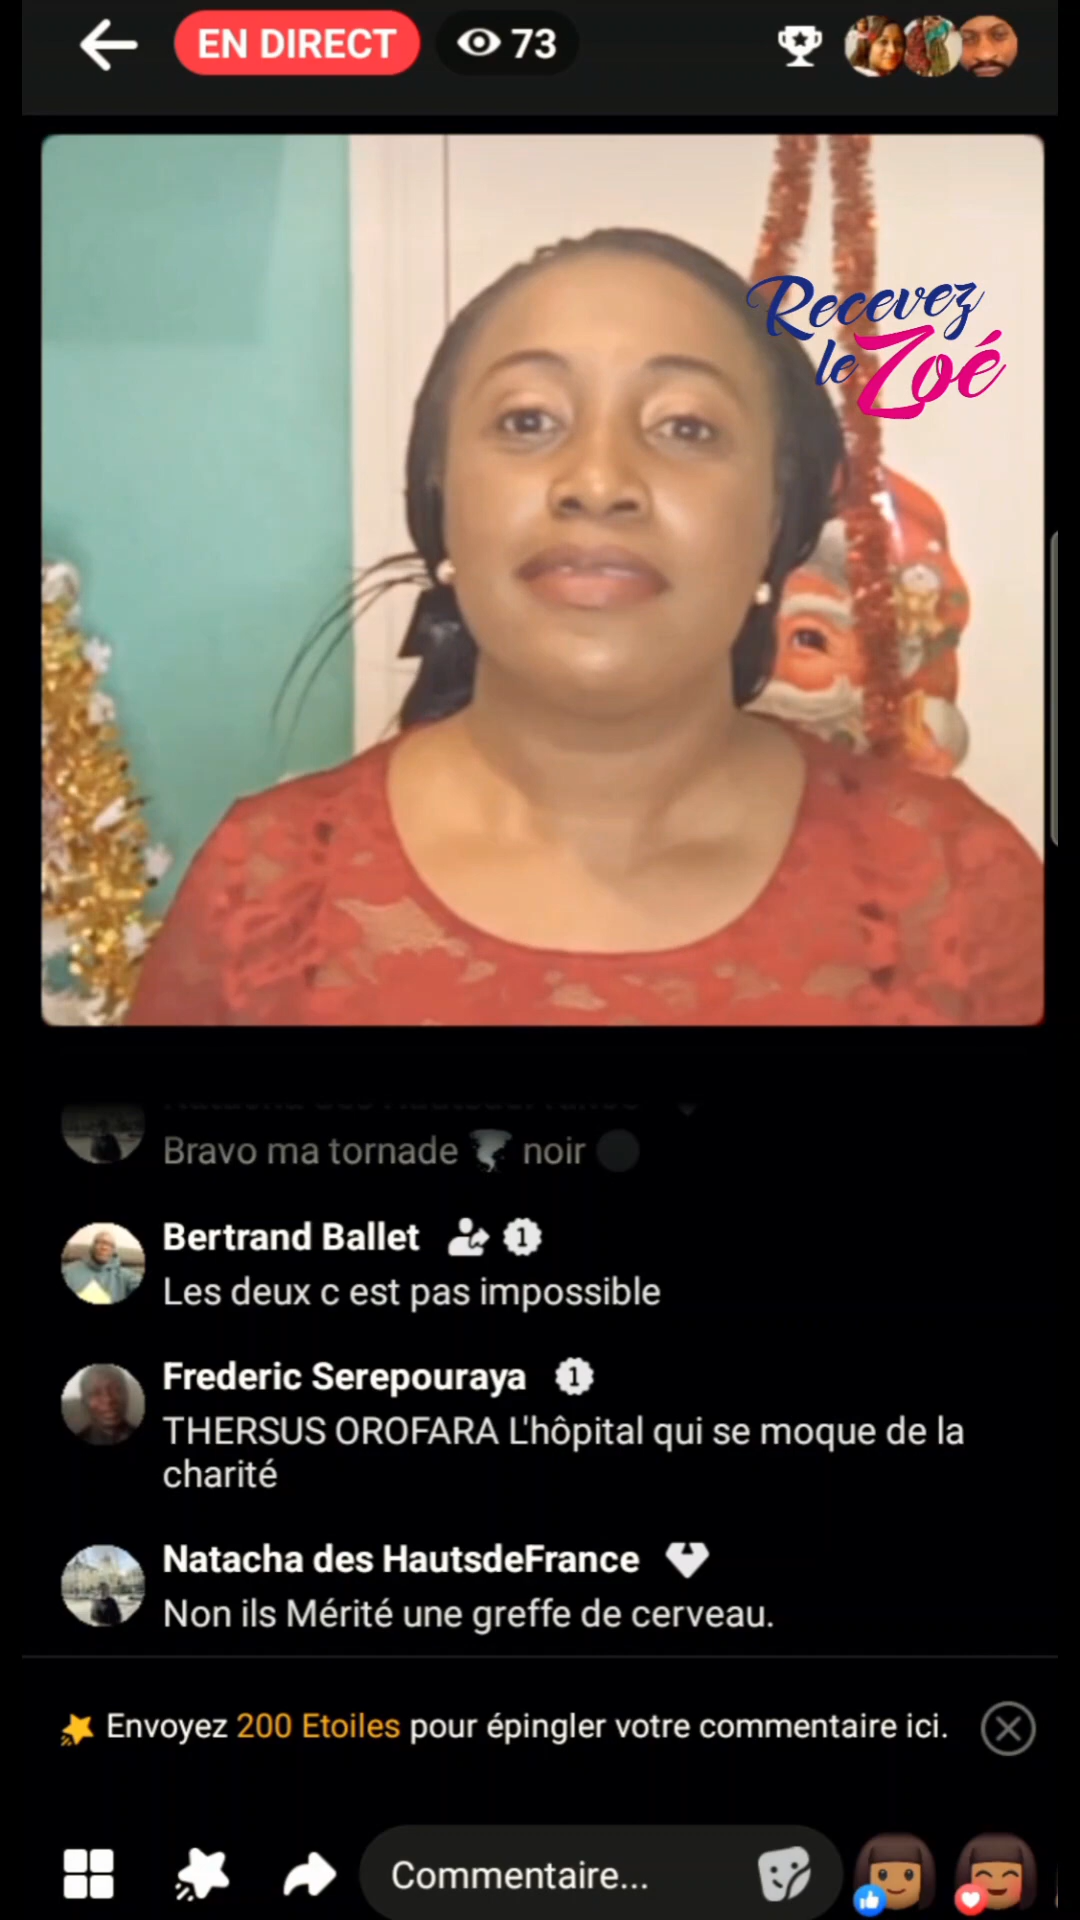 EN DIRECT
73
Recevez
le Zoé
Bravo ma tornade 🌪 noir ⚫
Bertrand Ballet 1
Les deux c est pas impossible
Frederic Serepouraya 1
THERSUS OROFARA L'hôpital qui se moque de la
charité
Natacha des HautsdeFrance
Non ils Mérité une greffe de cerveau.
Envoyez 200 Etoiles pour épingler votre commentaire ici.
Commentaire...